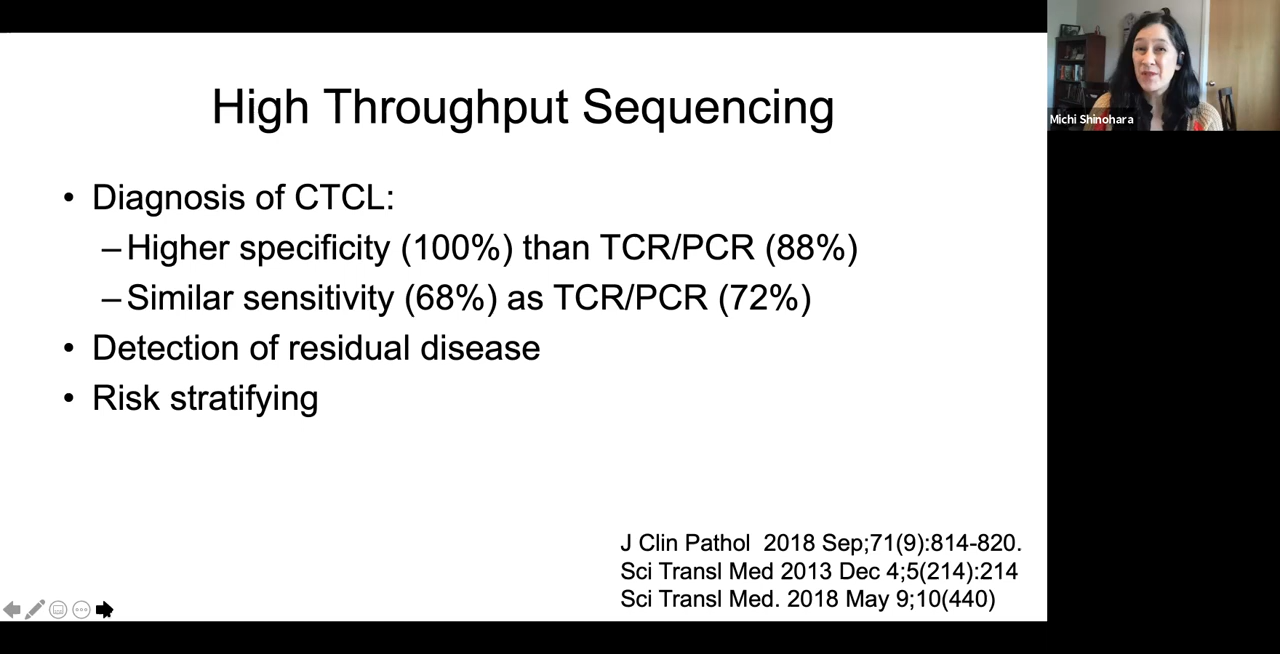 High Throughput Sequencing
• Diagnosis of CTCL:
– Higher specificity (100%) than TCR/PCR (88%)
– Similar sensitivity (68%) as TCR/PCR (72%)
• Detection of residual disease
• Risk stratifying
J Clin Pathol  2018 Sep;71(9):814-820.
Sci Transl Med 2013 Dec 4;5(214):214
Sci Transl Med. 2018 May 9;10(440)
Michi Shinohara